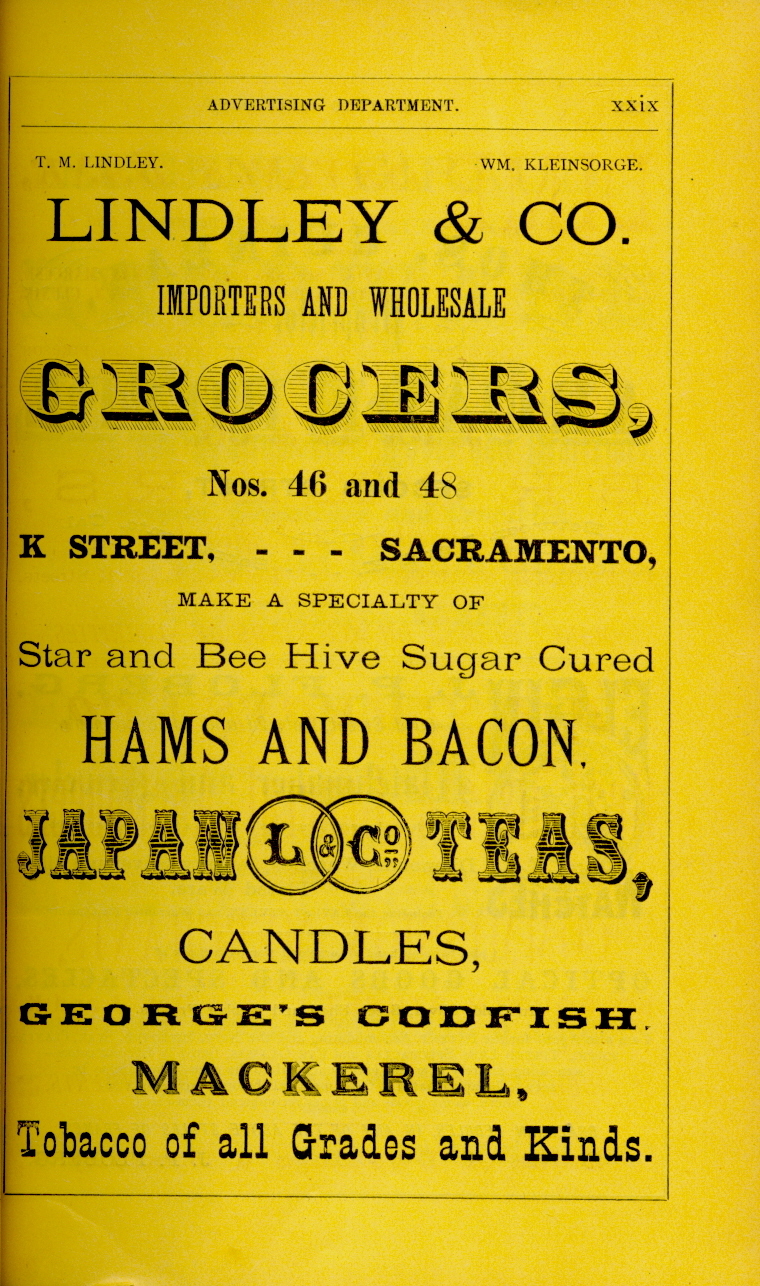 ADVERTISING DEPARTMENT. xxix
T. M. LINDLEY. WM. KLEINSORGE.
LINDLEY & CO.
IMPORTERS AND WHOLESALE
GROCERS,
Nos. 46 and 48
K STREET, - - - SACRAMENTO,
MAKE A SPECIALTY OF
Star and Bee Hive Sugar Cured
HAMS AND BACON,
JAPAN L & Co TEAS,
CANDLES,
GEORGE'S CODFISH,
MACKEREL,
Tobacco of all Grades and Kinds.